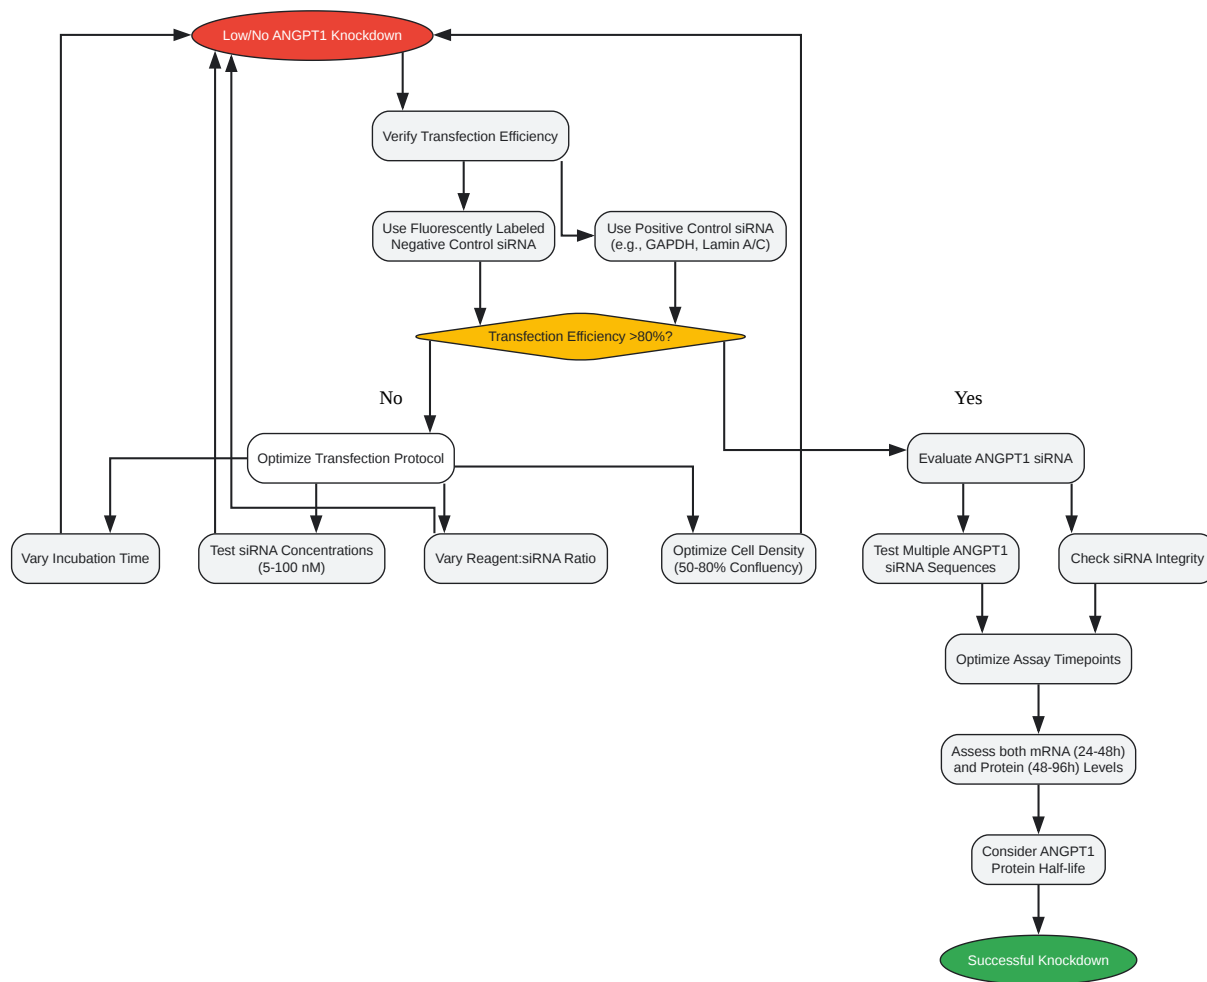 Low/No ANGPT1 Knockdown
Verify Transfection Efficiency
Use Fluorescently Labeled
Negative Control siRNA
Use Positive Control siRNA
(e.g., GAPDH, Lamin A/C)
Transfection Efficiency >80%?
No
Yes
Optimize Transfection Protocol
Evaluate ANGPT1 siRNA
Vary Incubation Time
Test siRNA Concentrations
(5-100 nM)
Vary Reagent:siRNA Ratio
Optimize Cell Density
(50-80% Confluency)
Test Multiple ANGPT1
siRNA Sequences
Check siRNA Integrity
Optimize Assay Timepoints
Assess both mRNA (24-48h)
and Protein (48-96h) Levels
Consider ANGPT1
Protein Half-life
Successful Knockdown